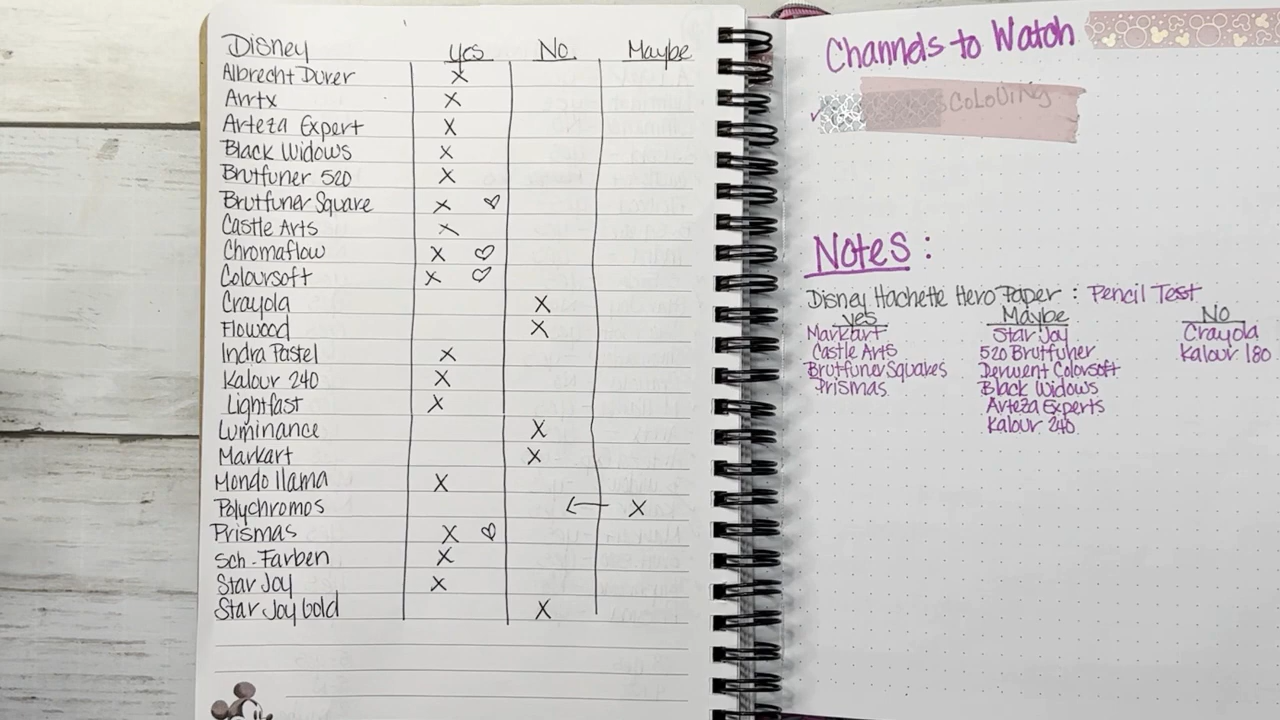 Disney yes No. Maybe
Albrecht Durer X
Arrtx X
Arteza Expert X
Black Widows X
Brutfuner 520 X
Brutfuner Square X ♡
Castle Arts X
Chromaflow X ♡
Coloursoft X ♡
Crayola X
Flowood X
Indra Pastel X
Kalour 240 X
Lightfast X
Luminance X
Markart X
Mondo llama X
Polychromos ← X
Prismas X ♡
Sch-Farben X
Star Joy X
Star Joy bold X
Channels to Watch
✓ Coloring
Notes:
Disney Hachette Hero Paper : Pencil Test
yes Maybe No
Markart Star Joy Crayola
Castle Arts 520 Brutfuner Kalour 180
Brutfuner Squares Derwent Colorsoft
Prismas Black Widows
Arteza Experts
Kalour 240